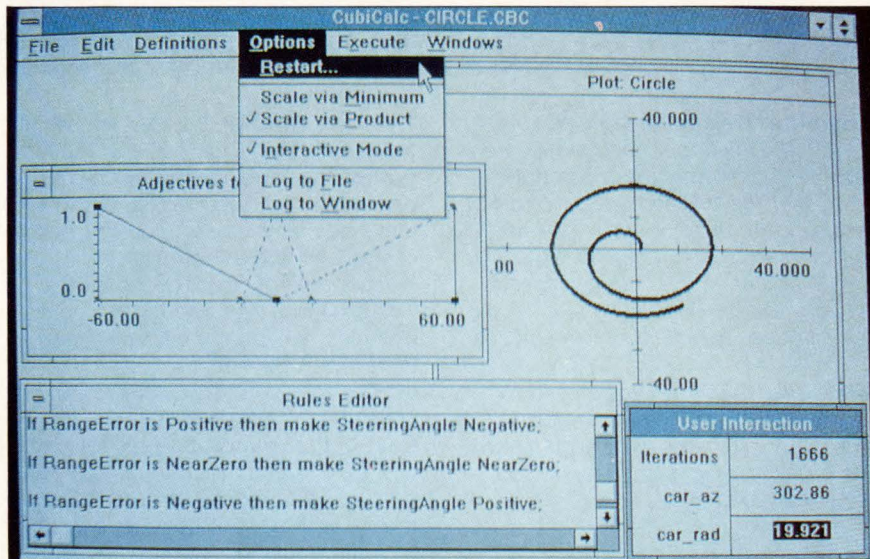 CubiCalc - CIRCLE.CBC
File Edit Definitions Options Execute Windows
Restart...
Scale via Minimum
✓ Scale via Product
✓ Interactive Mode
Log to File
Log to Window
Plot: Circle
40.000
.00
40.000
-40.00
Adjectives
1.0
0.0
-60.00
60.00
Rules Editor
If RangeError is Positive then make SteeringAngle Negative;
If RangeError is NearZero then make SteeringAngle NearZero;
If RangeError is Negative then make SteeringAngle Positive;
User Interaction
Iterations 1666
car_az 302.86
car_rad 19.921